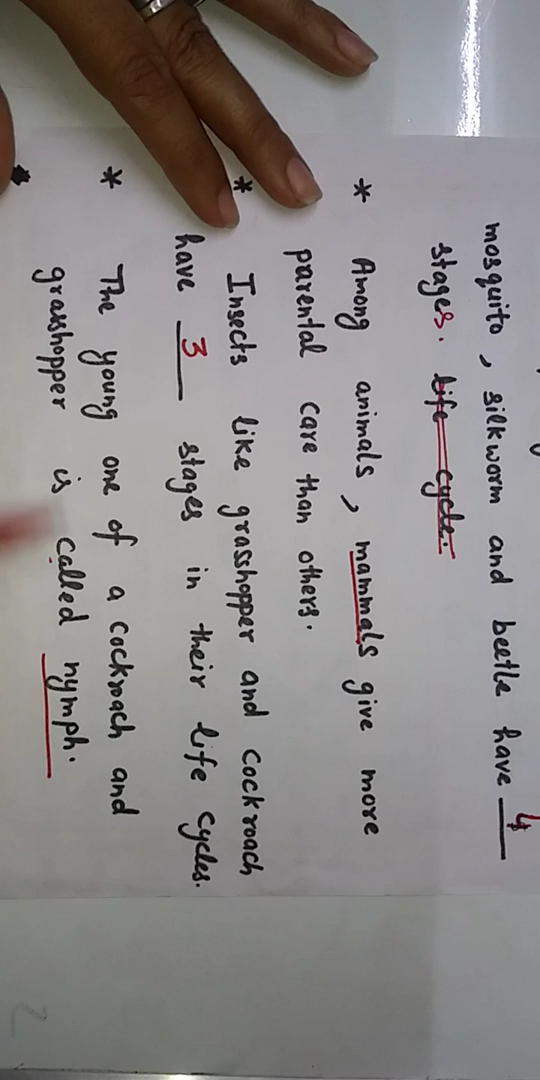 mosquito, silkworm and beetle have 4
stages. life cycle.
* Among animals, mammals give more
parental care than others.
* Insects like grasshopper and cockroach
have 3 stages in their life cycles.
* The young one of a cockroach and
grasshopper is called nymph.